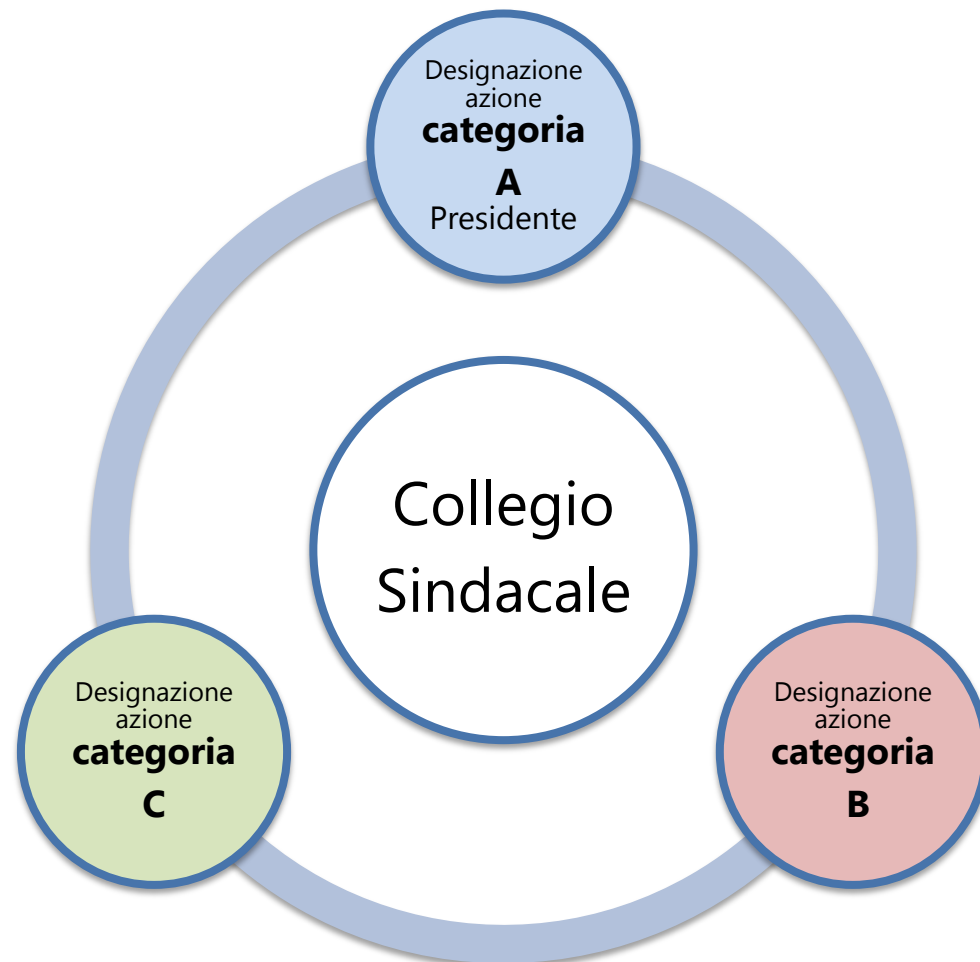 Designazione
azione
categoria
A
Presidente
Collegio
Sindacale
Designazione
azione
categoria
C
Designazione
azione
categoria
B